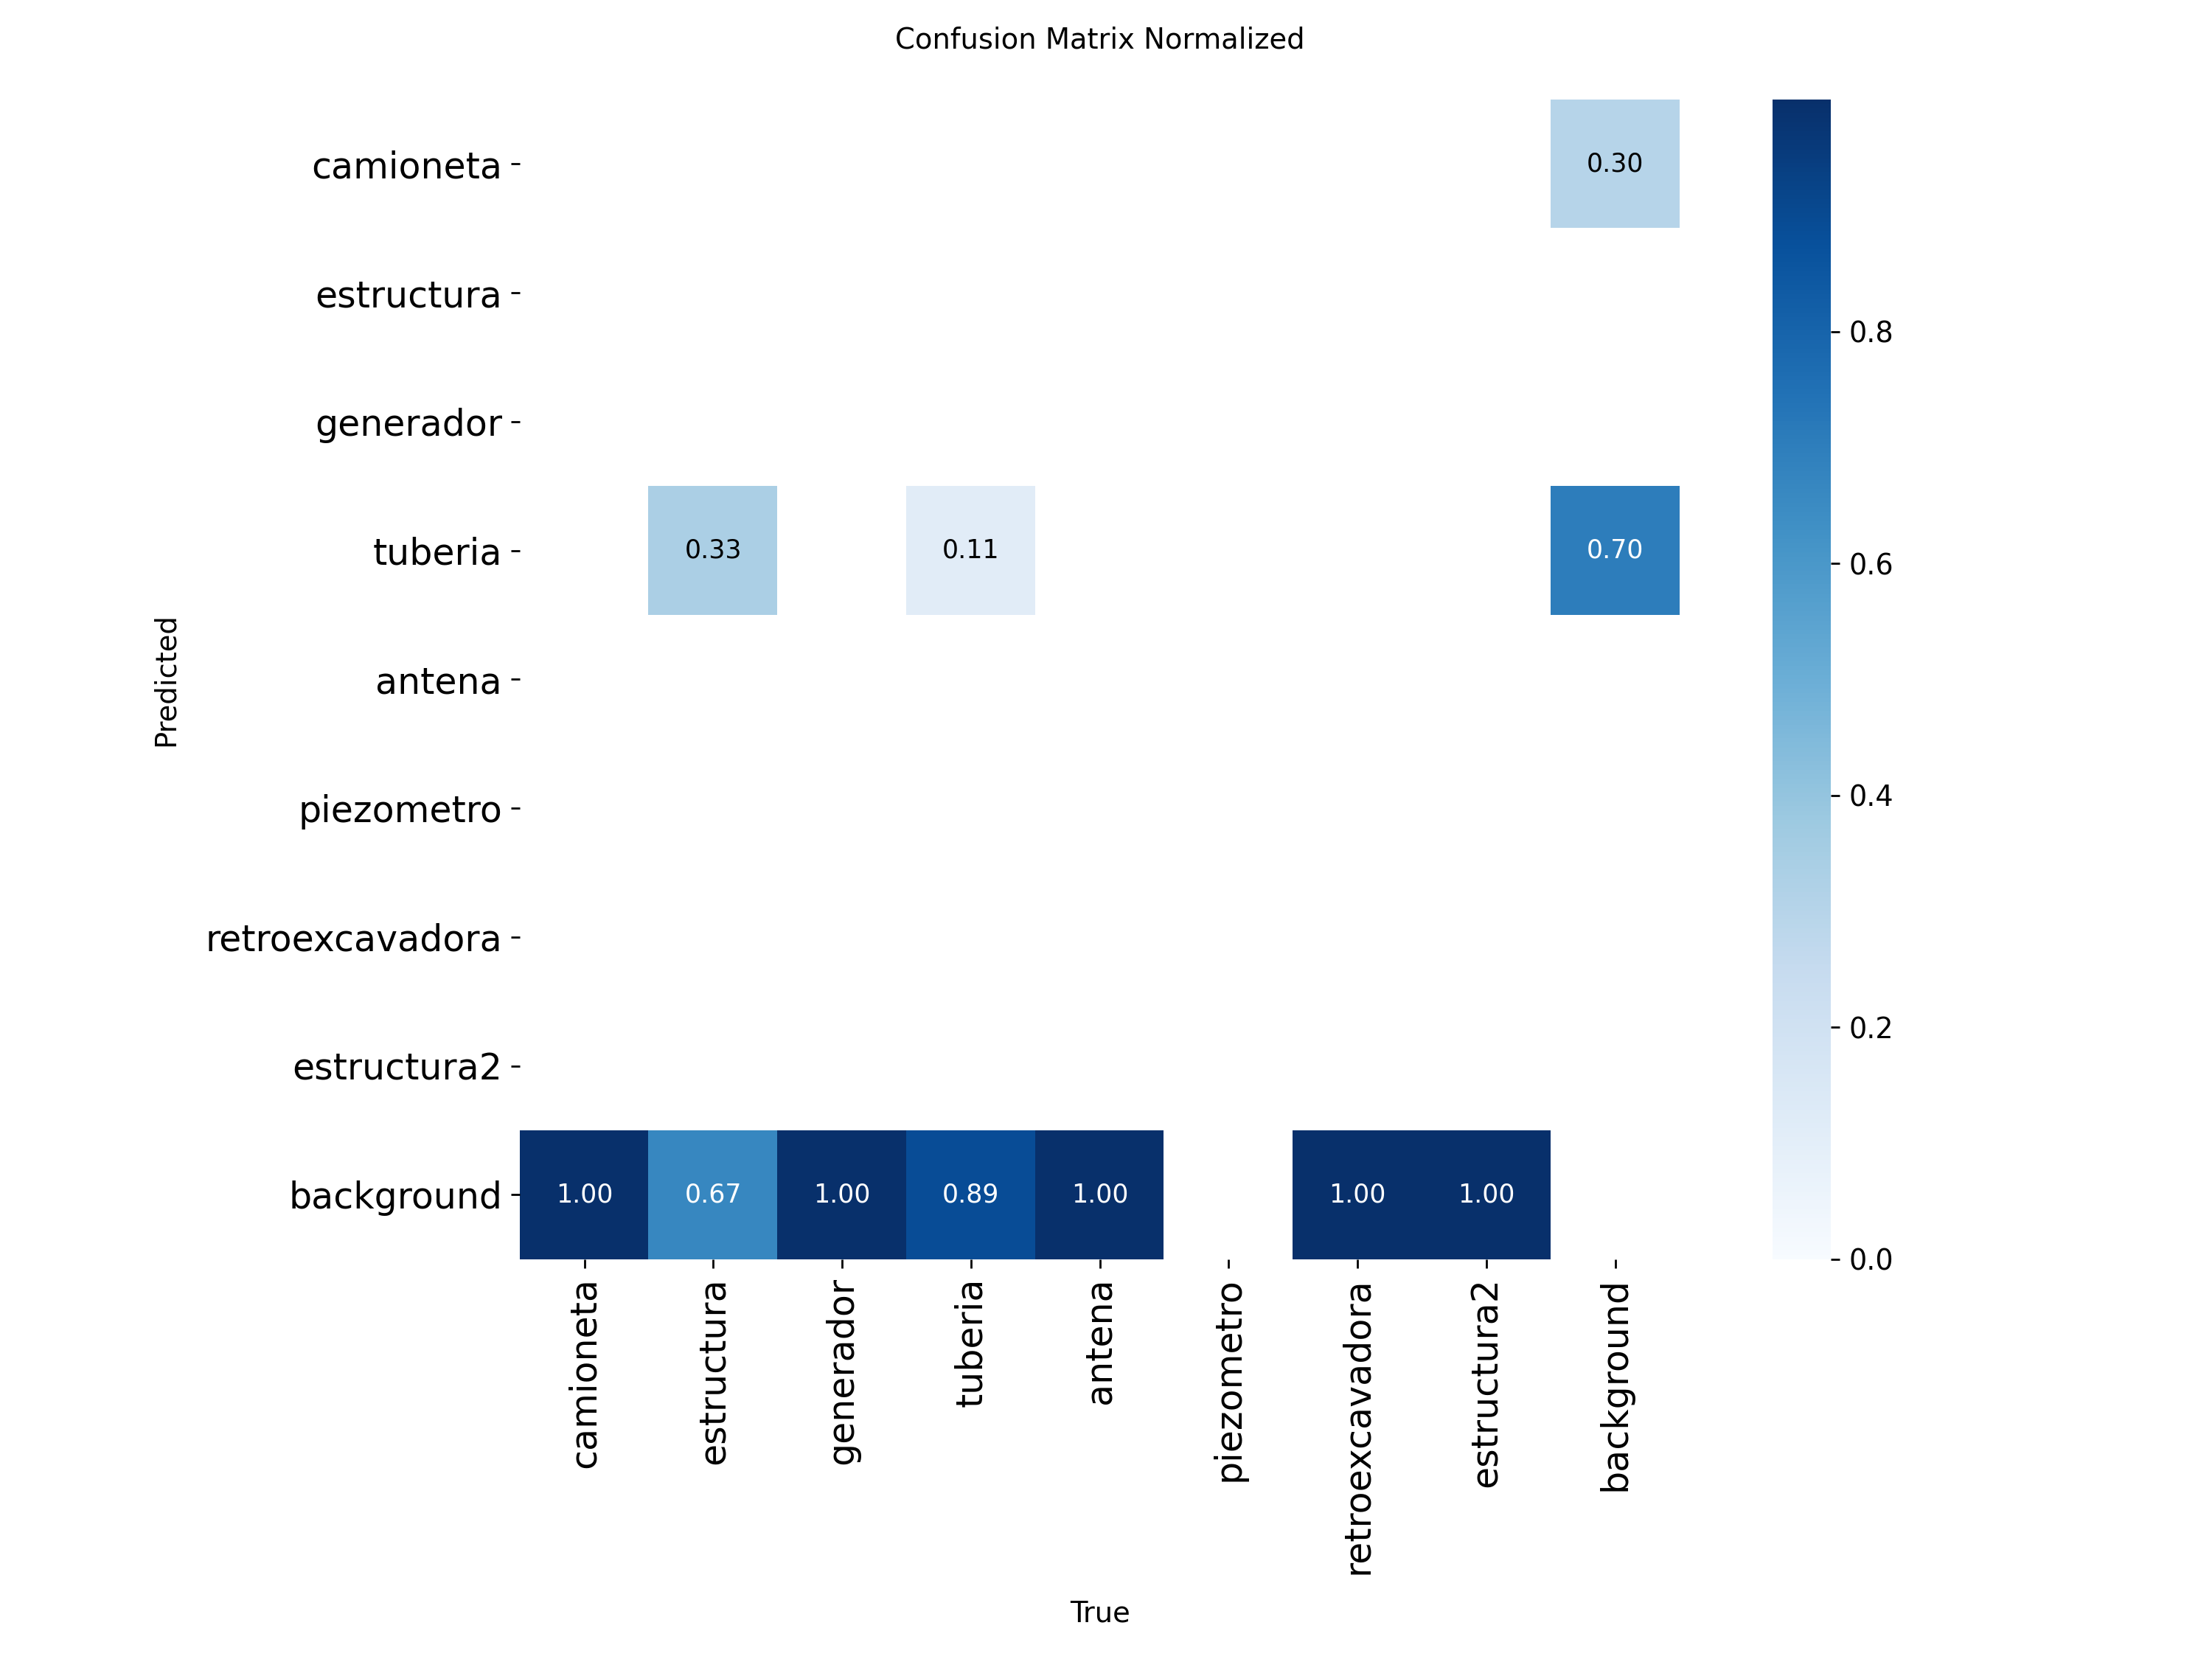 Confusion Matrix Normalized
camioneta
0.30
estructura
0.8
generador
0.6
tuberia
0.33
0.11
0.70
Predicted
antena
0.4
piezometro
retroexcavadora
0.2
estructura2
background
1.00
0.67
1.00
0.89
1.00
1.00
1.00
0.0
camioneta
estructura
generador
tuberia
antena
piezometro
retroexcavadora
estructura2
background
True